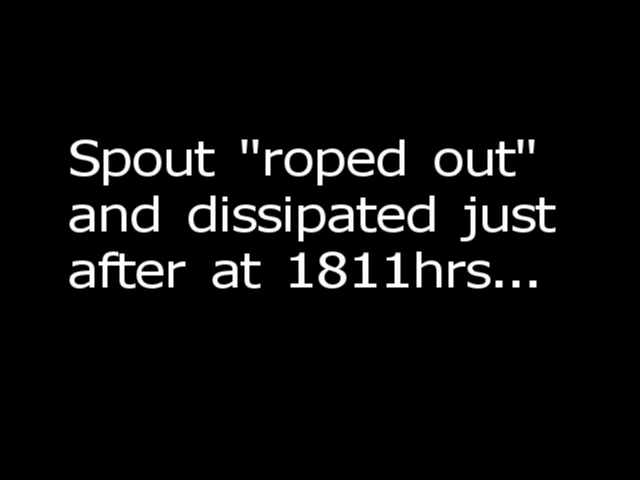 Spout "roped out"
and dissipated just
after at 1811hrs...